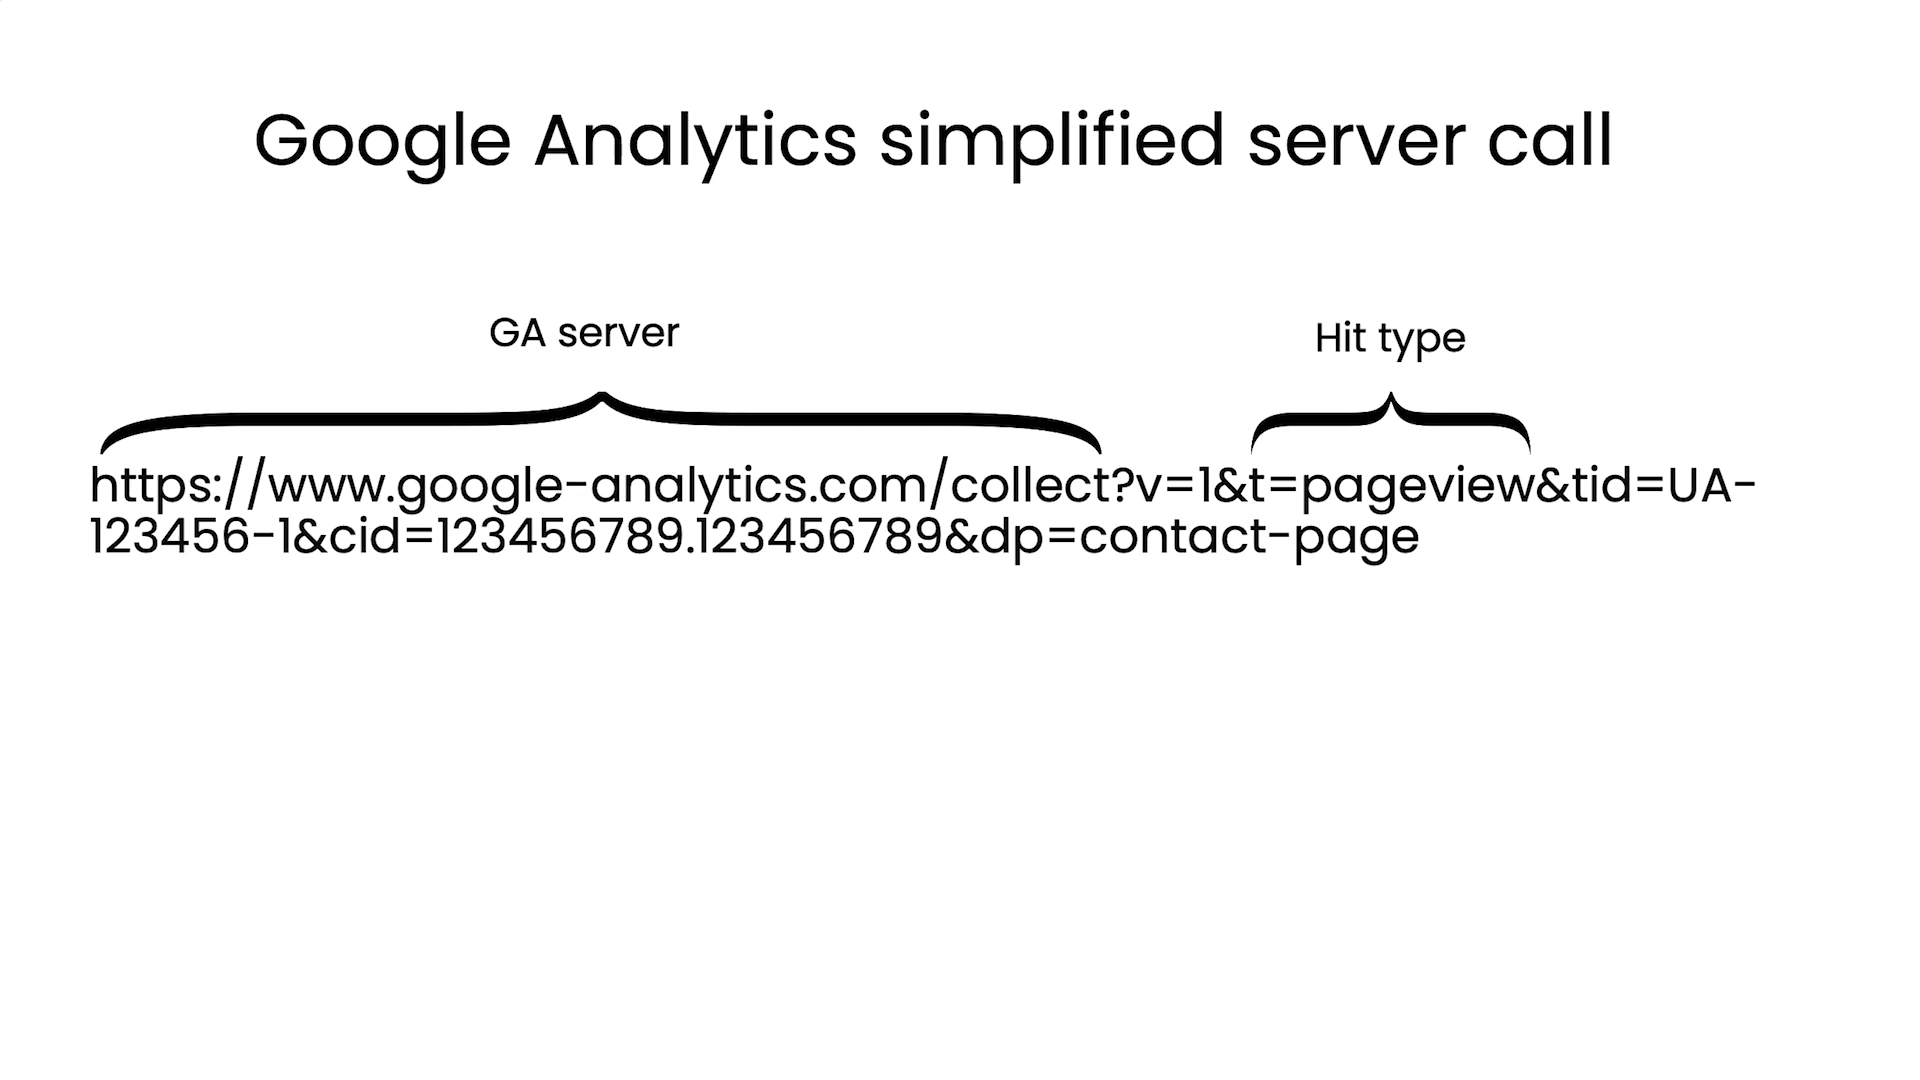 Google Analytics simplified server call
GA server
Hit type
https://www.google-analytics.com/collect?v=1&t=pageview&tid=UA-
123456-1&cid=123456789.123456789&dp=contact-page